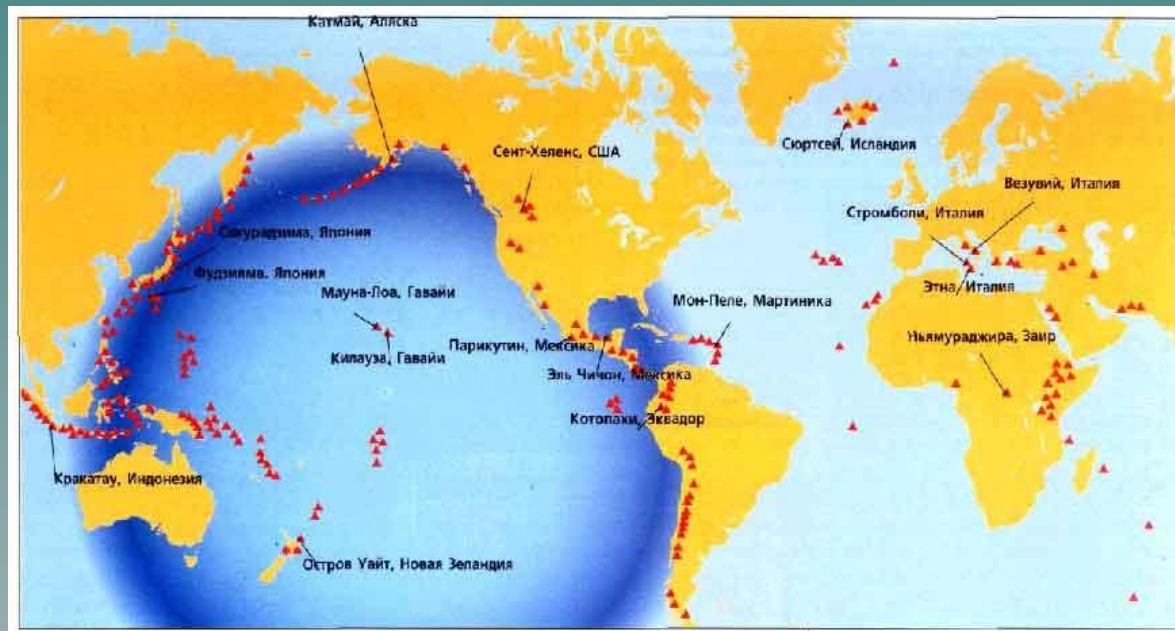 Катмай, Аляска
Сент-Хеленс, США
Сюртсей, Исландия
Везувий, Италия
Стромболи, Италия
Сакурадзима, Япония
Фудзияма. Япония
Этна, Италия
Мауна-Лоа, Гавайи
Мон-Пеле, Мартиника
Ньямураджира, Заир
Парикутин, Мексика
Килауза, Гавайи
Эль Чичон, Мексика
Котопахи, Эквадор
Кракатау, Индонезия
Остров Уайт, Новая Зеландия